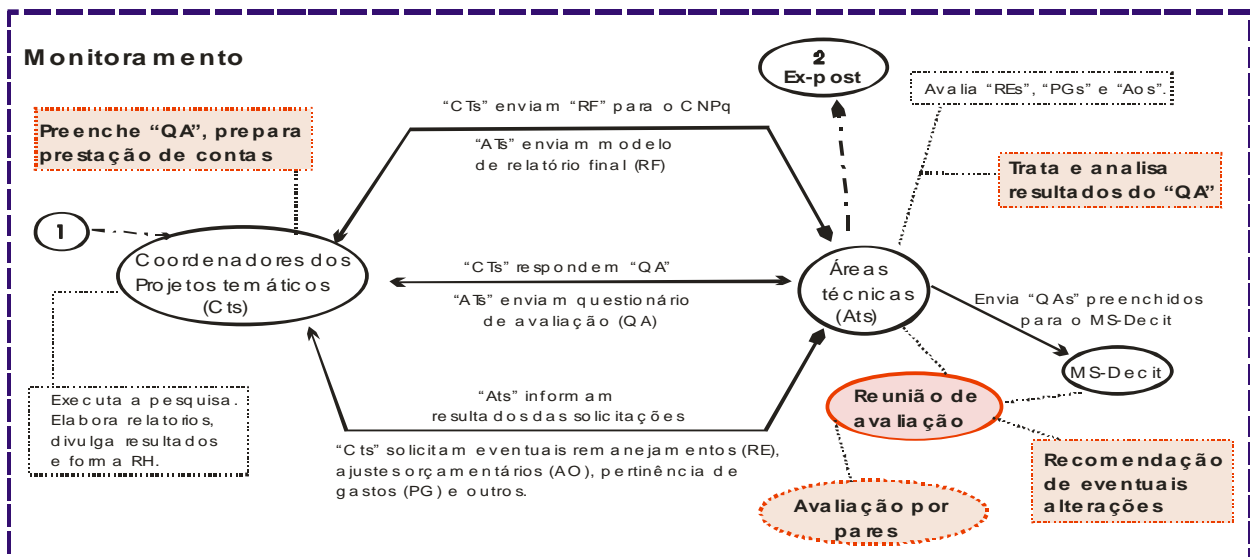 Monitoramento
2
Ex-post
Avalia “REs”, “PGs” e “Aos”.
“CTs” enviam “RF” para o CNPq
Preenche “QA”, prepara
prestação de contas
“ATs” enviam modelo
de relatório final (RF)
Trata e analisa
resultados do “QA”
1
Coordenadores dos
Projetos temáticos
(Cts)
“CTs” respondem “QA”
“ATs” enviam questionário
de avaliação (QA)
Áreas
técnicas
(Ats)
Envia “QAs” preenchidos
para o MS-Decit
MS-Decit
Executa a pesquisa.
Elabora relatorios,
divulga resultados
e forma RH.
“Ats” informam
resultados das solicitações
Reunião de
avaliação
“Cts” solicitam eventuais remanejamentos (RE),
ajustes orçamentários (AO), pertinência de
gastos (PG) e outros.
Recomendação
de eventuais
alterações
Avaliação por
pares